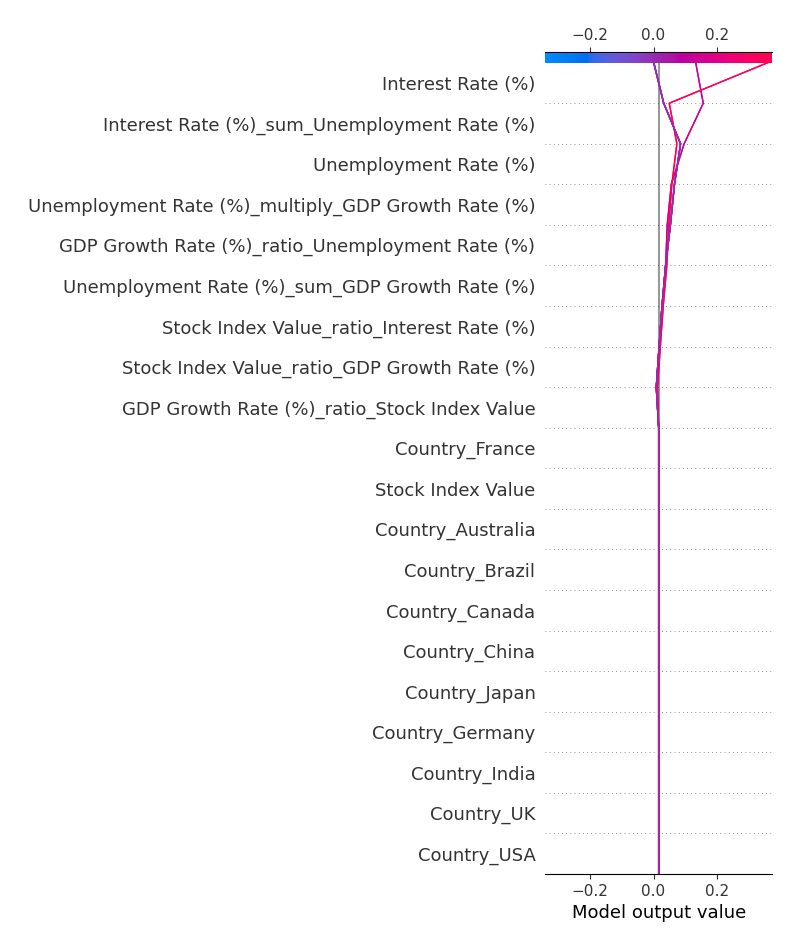 −0.2 0.0 0.2
Interest Rate (%)
Interest Rate (%)_sum_Unemployment Rate (%)
Unemployment Rate (%)
Unemployment Rate (%)_multiply_GDP Growth Rate (%)
GDP Growth Rate (%)_ratio_Unemployment Rate (%)
Unemployment Rate (%)_sum_GDP Growth Rate (%)
Stock Index Value_ratio_Interest Rate (%)
Stock Index Value_ratio_GDP Growth Rate (%)
GDP Growth Rate (%)_ratio_Stock Index Value
Country_France
Stock Index Value
Country_Australia
Country_Brazil
Country_Canada
Country_China
Country_Japan
Country_Germany
Country_India
Country_UK
Country_USA
−0.2 0.0 0.2
Model output value